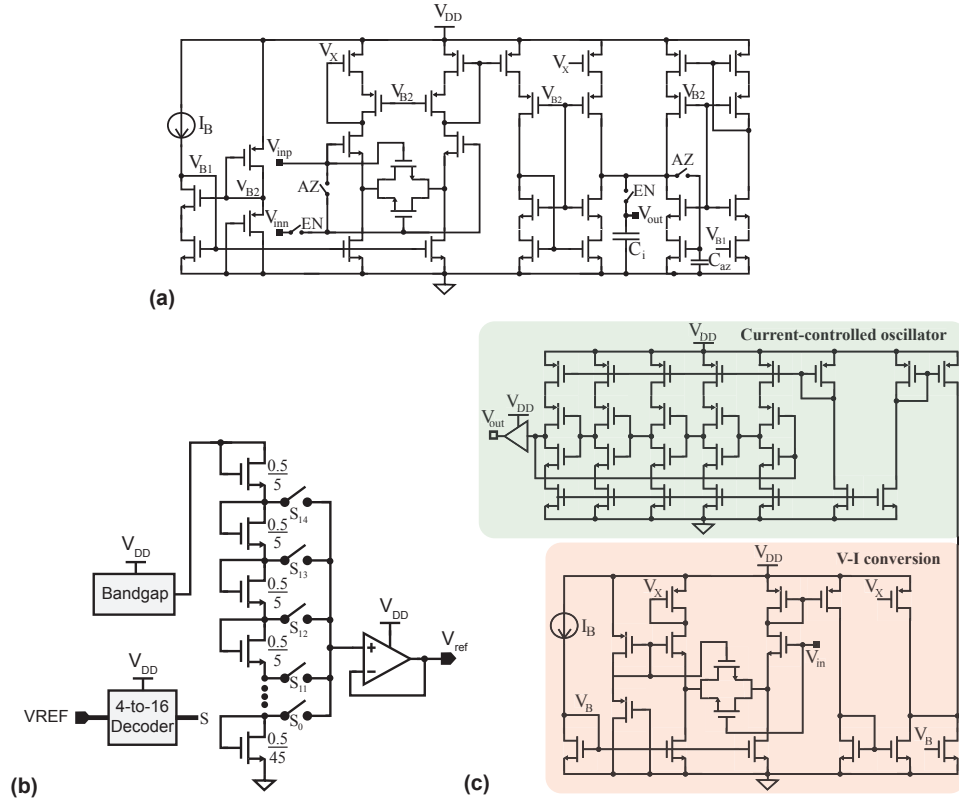 V_DD
V_X
V_X
V_B2
V_B2
V_B2
I_B
V_inp
V_B1
AZ
AZ
V_B2
EN
V_inn
EN
V_out
V_B1
C_i
C_az
(a)
Current-controlled oscillator
V_DD
V_DD
V_out
0.5
5
S_14
0.5
5
V_DD
S_13
Bandgap
0.5
5
S_12
V_DD
0.5
5
V_ref
V_DD
S_11
VREF
4-to-16
Decoder
S
S_0
0.5
45
(b)
V-I conversion
V_DD
V_X
V_X
I_B
V_in
V_B
V_B
(c)